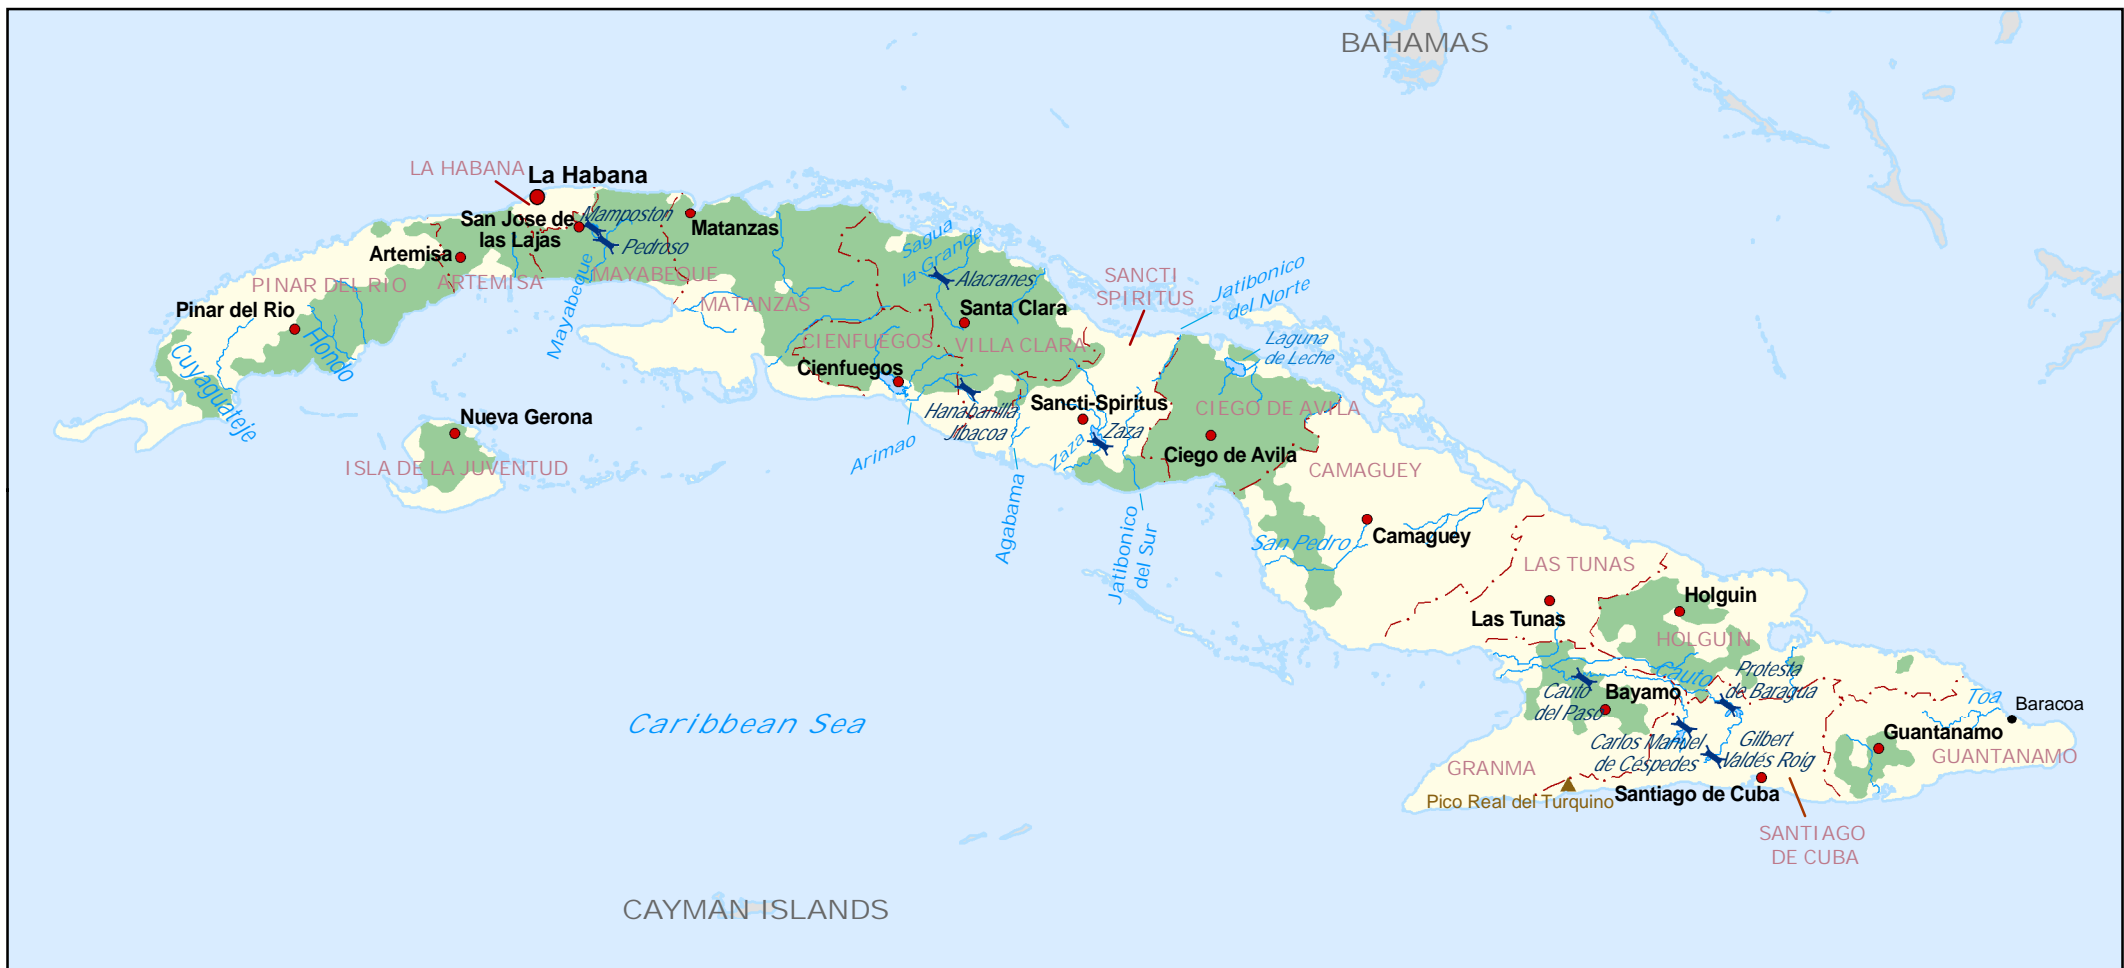 BAHAMAS
LA HABANA
La Habana
San Jose de
las Lajas
Mamposton
Pedroso
Matanzas
Artemisa
PINAR DEL RIO
ARTEMISA
MAYABEQUE
MATANZAS
Mayabeque
Pinar del Rio
Hondo
Cuyaguateje
Nueva Gerona
ISLA DE LA JUVENTUD
Sagua
la Grande
Alacranes
Santa Clara
CIENFUEGOS
VILLA CLARA
Cienfuegos
SANCTI
SPIRITUS
Jatibonico
del Norte
Laguna
de Leche
Hanabanilla
Jibacoa
Arimao
Sancti-Spiritus
Zaza
Zaza
Agabama
Jatibonico
del Sur
CIEGO DE AVILA
Ciego de Avila
CAMAGUEY
Camaguey
San Pedro
LAS TUNAS
Las Tunas
Holguin
HOLGUIN
Cauto
Protesta
de Baragua
Cauto
del Paso
Bayamo
Toa
Baracoa
Guantanamo
GUANTANAMO
Carlos Manuel
de Céspedes
Gilbert
Valdés Roig
GRANMA
Pico Real del Turquino
Santiago de Cuba
SANTIAGO
DE CUBA
Caribbean Sea
CAYMAN ISLANDS